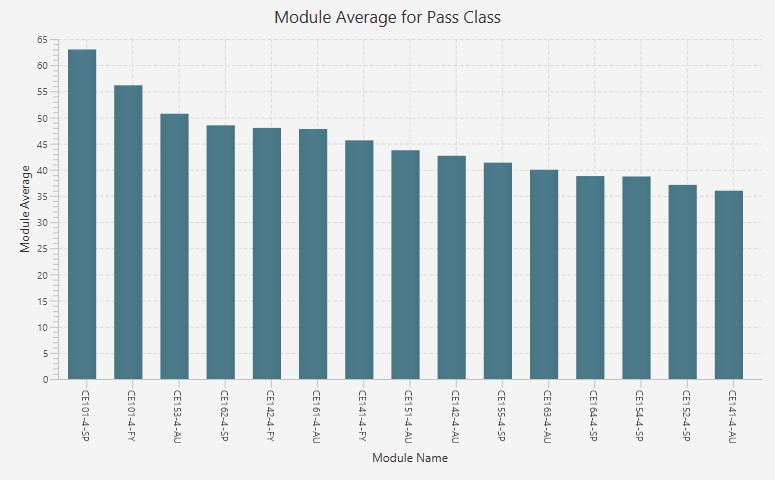 Module Average for Pass Class
Module Average
65
60
55
50
45
40
35
30
25
20
15
10
5
0
CE101-4-SP
CE101-4-FY
CE153-4-AU
CE162-4-SP
CE142-4-FY
CE161-4-AU
CE141-4-FY
CE151-4-AU
CE142-4-AU
CE155-4-SP
CE163-4-AU
CE164-4-SP
CE154-4-SP
CE152-4-SP
CE141-4-AU
Module Name